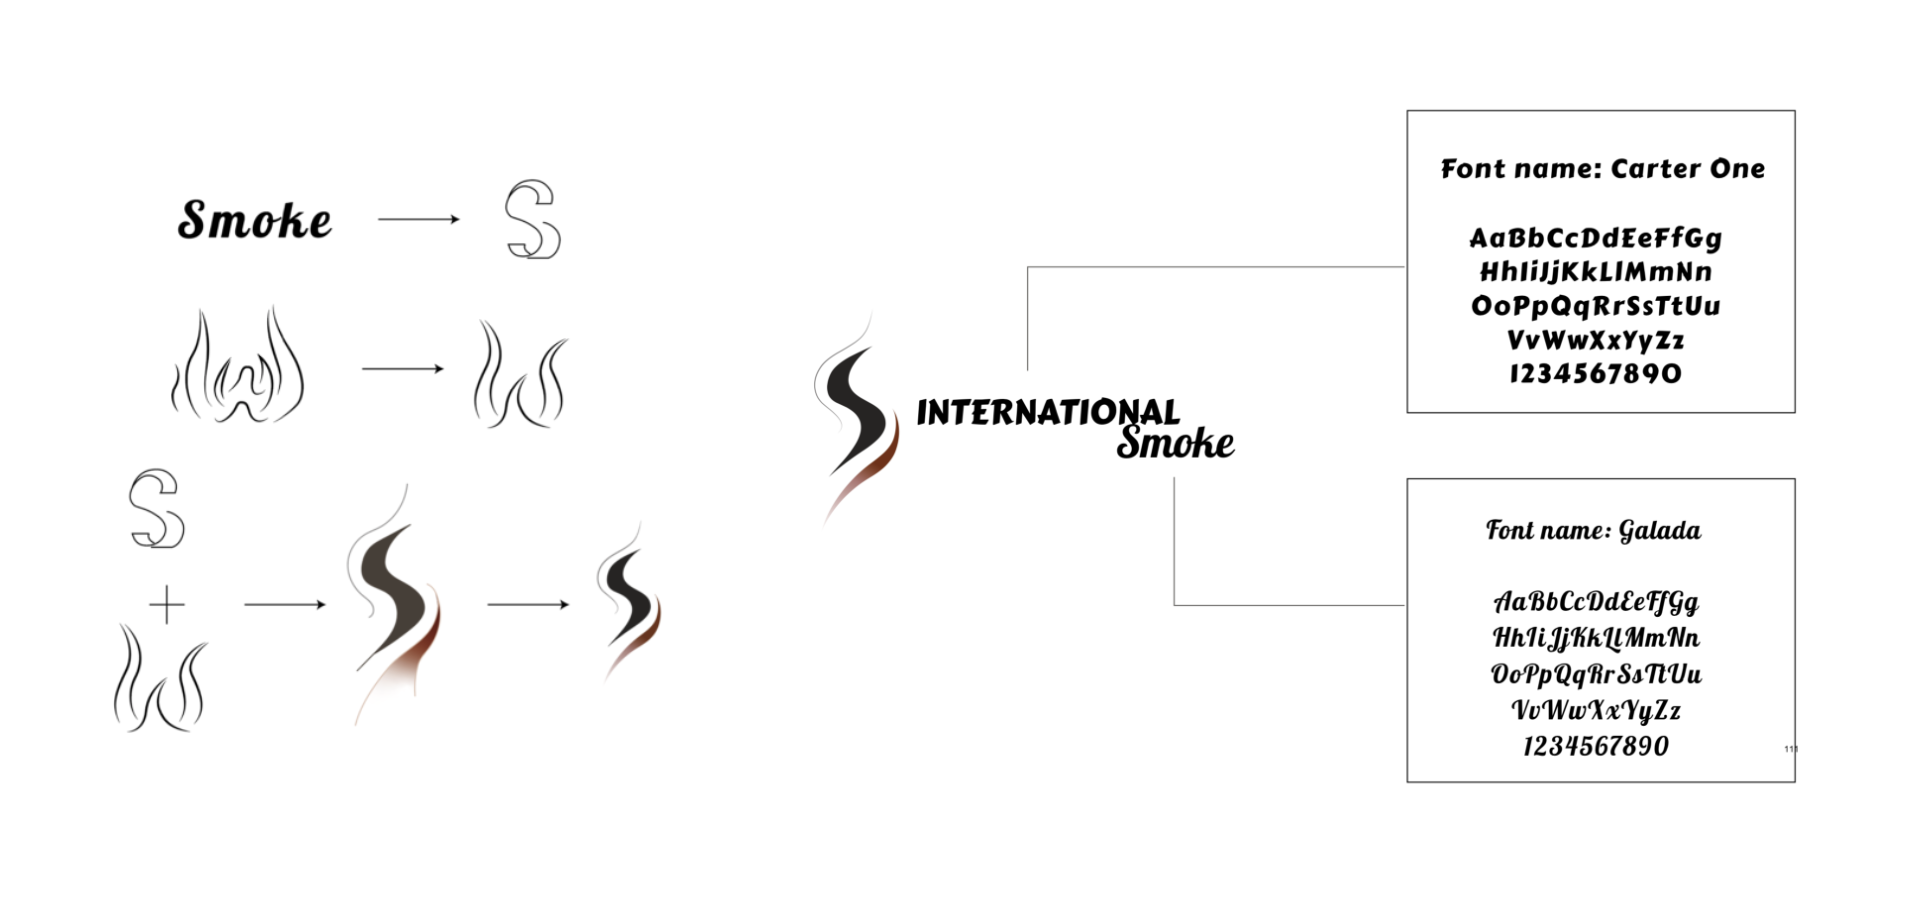 Smoke
S
S
INTERNATIONAL
Smoke
Font name: Carter One
AaBbCcDdEeFfGg
HhIiJjKkLlMmNn
OoPpQqRrSsTtUu
VvWwXxYyZz
1234567890
Font name: Galada
AaBbCcDdEeFfGg
HhIiJjKkLlMmNn
OoPpQqRrSsTtUu
VvWwXxYyZz
1234567890
111